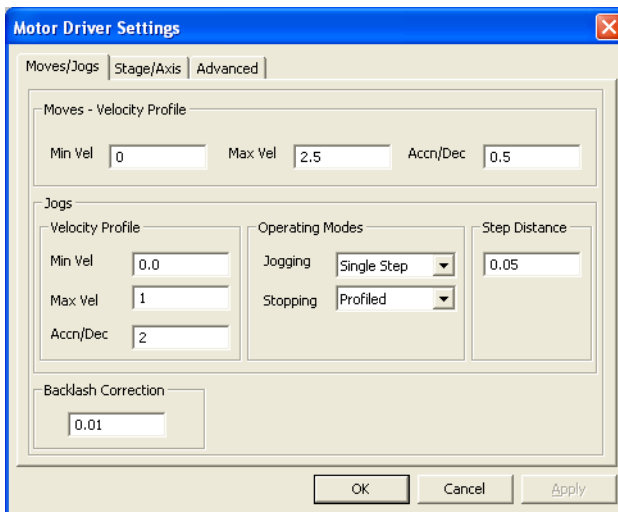 Motor Driver Settings
Moves/Jogs Stage/Axis Advanced
Moves - Velocity Profile
Min Vel 0 Max Vel 2.5 Accn/Dec 0.5
Jogs
Velocity Profile Operating Modes Step Distance
Min Vel 0.0 Jogging Single Step 0.05
Max Vel 1 Stopping Profiled
Accn/Dec 2
Backlash Correction
0.01
OK Cancel Apply